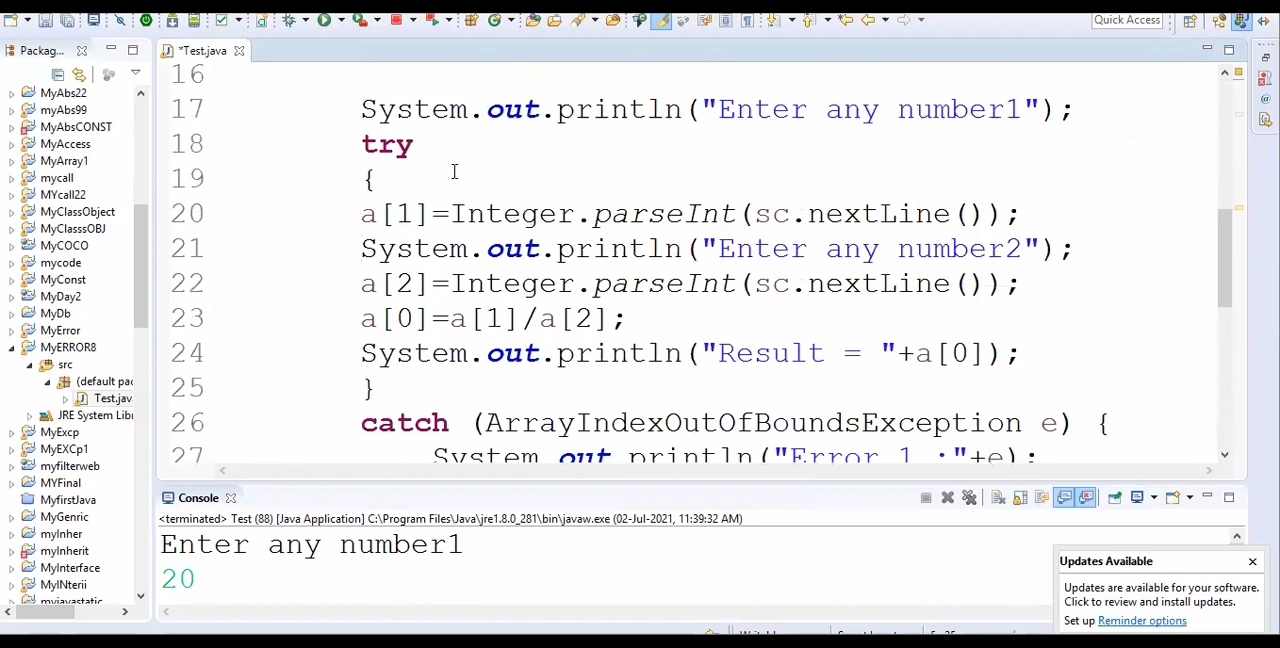 Quick Access
Packag...
*Test.java
MyAbs22
myAbs99
MyAbsCONST
MyAccess
MyArray1
mycall
MYcall22
MyClassObject
MyClasssOBJ
MyCOCO
mycode
MyConst
MyDay2
MyDb
MyError
MyERROR8
src
(default pac
Test.jav
JRE System Libr
MyExcp
MyEXCp1
myfilterweb
MYFinal
MyfirstJava
MyGenric
myInher
myInherit
MyInterface
MyINterii
myjavastatic
16
17 System.out.println("Enter any number1");
18 try
19 {
20 a[1]=Integer.parseInt(sc.nextLine());
21 System.out.println("Enter any number2");
22 a[2]=Integer.parseInt(sc.nextLine());
23 a[0]=a[1]/a[2];
24 System.out.println("Result = "+a[0]);
25 }
26 catch (ArrayIndexOutOfBoundsException e) {
27 System.out.println("Error 1 :"+e);
Console
<terminated> Test (88) [Java Application] C:\Program Files\Java\jre1.8.0_281\bin\javaw.exe (02-Jul-2021, 11:39:32 AM)
Enter any number1
20
Updates Available
Updates are available for your software.
Click to review and install updates.
Set up Reminder options